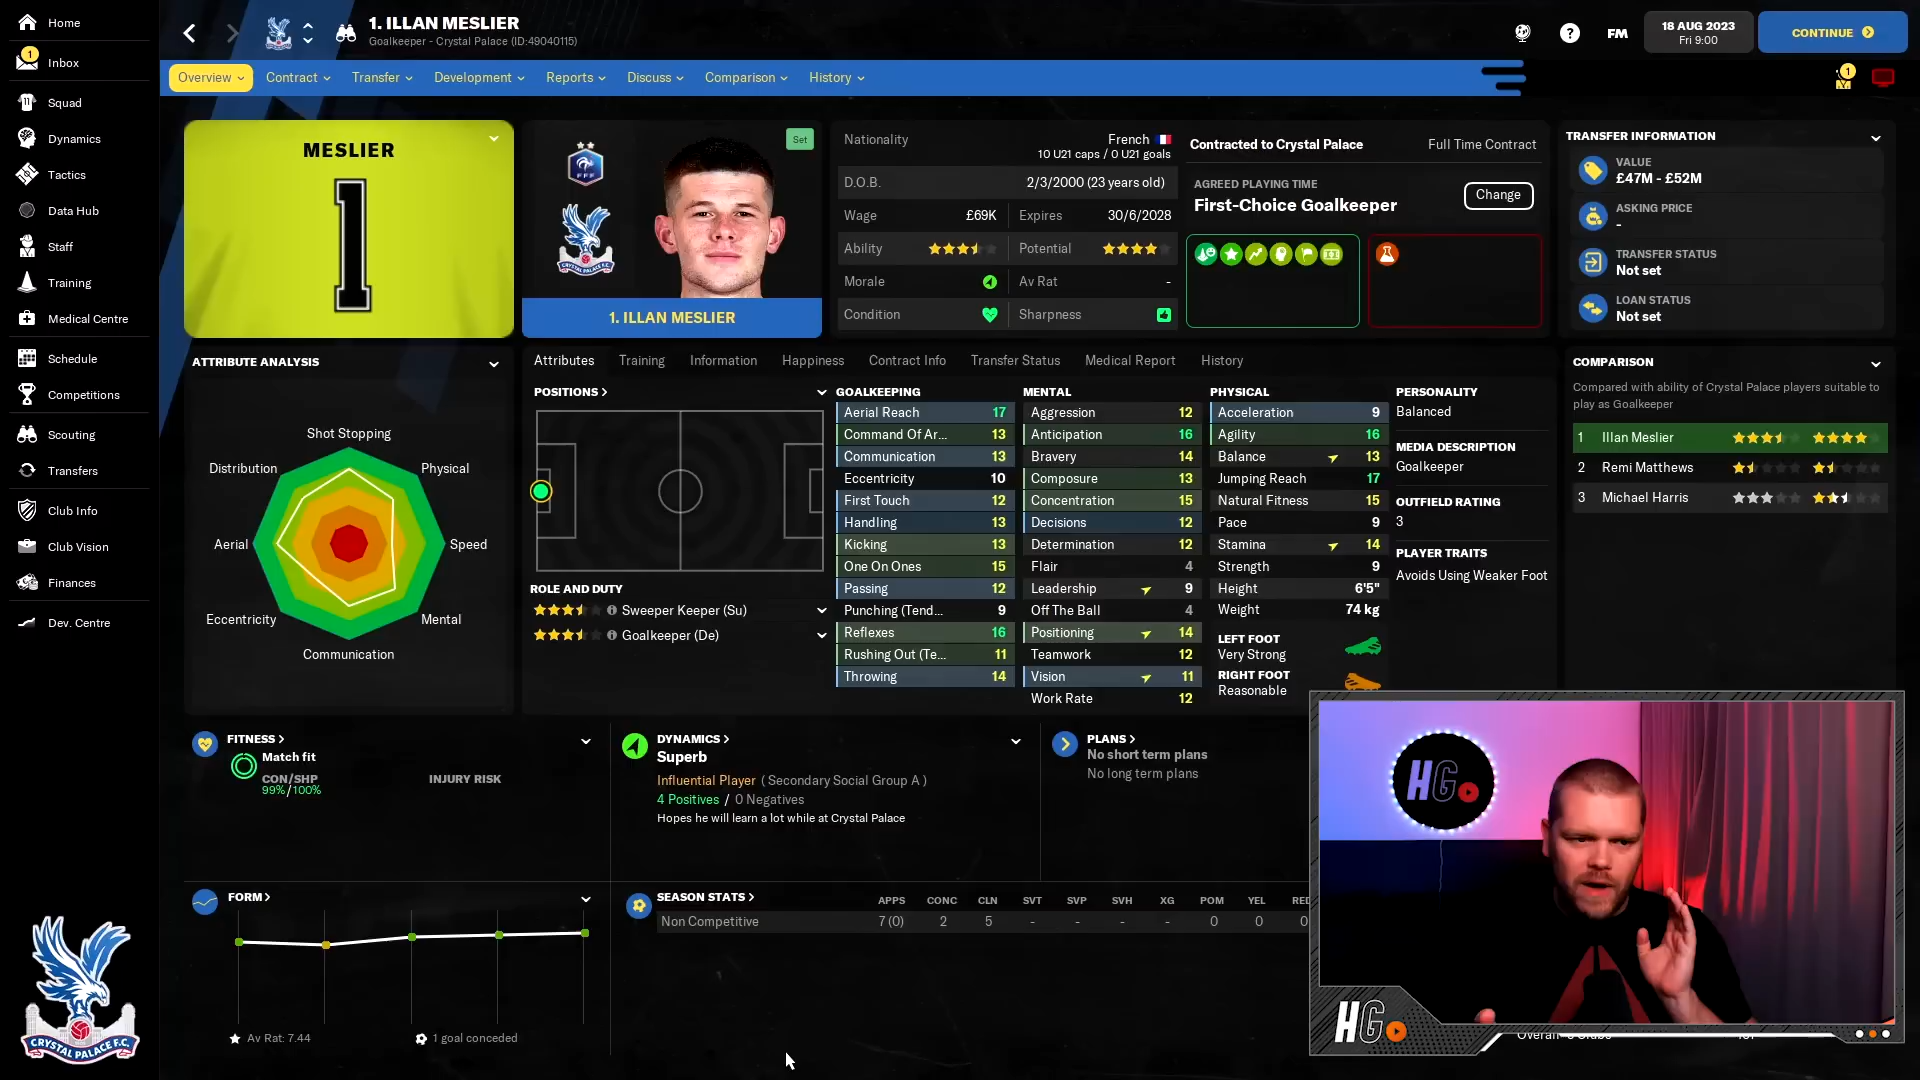 Home
Inbox
1
Squad
Dynamics
Tactics
Data Hub
Staff
Training
Medical Centre
Schedule
Competitions
Scouting
Transfers
Club Info
Club Vision
Finances
Dev. Centre
CRYSTAL PALACE F.C.
1. ILLAN MESLIER
Goalkeeper - Crystal Palace (ID:49040115)
FM
18 AUG 2023
Fri 9:00
CONTINUE
Overview
Contract
Transfer
Development
Reports
Discuss
Comparison
History
1
MESLIER
1
FFF
Set
CRYSTAL PALACE F.C.
1. ILLAN MESLIER
Nationality French
10 U21 caps / 0 U21 goals
D.O.B. 2/3/2000 (23 years old)
Wage £69K Expires 30/6/2028
Ability Potential
Morale Av Rat -
Condition Sharpness
Contracted to Crystal Palace Full Time Contract
AGREED PLAYING TIME
First-Choice Goalkeeper
Change
TRANSFER INFORMATION
VALUE
£47M - £52M
ASKING PRICE
-
TRANSFER STATUS
Not set
LOAN STATUS
Not set
ATTRIBUTE ANALYSIS
Shot Stopping
Distribution Physical
Aerial Speed
Eccentricity Mental
Communication
Attributes Training Information Happiness Contract Info Transfer Status Medical Report History
POSITIONS
ROLE AND DUTY
Sweeper Keeper (Su)
Goalkeeper (De)
GOALKEEPING
Aerial Reach 17
Command Of Ar... 13
Communication 13
Eccentricity 10
First Touch 12
Handling 13
Kicking 13
One On Ones 15
Passing 12
Punching (Tend... 9
Reflexes 16
Rushing Out (Te... 11
Throwing 14
MENTAL
Aggression 12
Anticipation 16
Bravery 14
Composure 13
Concentration 15
Decisions 12
Determination 12
Flair 4
Leadership 9
Off The Ball 4
Positioning 14
Teamwork 12
Vision 11
Work Rate 12
PHYSICAL
Acceleration 9
Agility 16
Balance 13
Jumping Reach 17
Natural Fitness 15
Pace 9
Stamina 14
Strength 9
Height 6'5"
Weight 74 kg
LEFT FOOT
Very Strong
RIGHT FOOT
Reasonable
PERSONALITY
Balanced
MEDIA DESCRIPTION
Goalkeeper
OUTFIELD RATING
3
PLAYER TRAITS
Avoids Using Weaker Foot
COMPARISON
Compared with ability of Crystal Palace players suitable to
play as Goalkeeper
1 Illan Meslier
2 Remi Matthews
3 Michael Harris
FITNESS
Match fit
CON/SHP
99%/100%
INJURY RISK
DYNAMICS
Superb
Influential Player (Secondary Social Group A)
4 Positives / 0 Negatives
Hopes he will learn a lot while at Crystal Palace
PLANS
No short term plans
No long term plans
FORM
Av Rat: 7.44
1 goal conceded
SEASON STATS APPS CONC CLN SVT SVP SVH XG POM YEL RED
Non Competitive 7 (0) 2 5 - - - - 0 0 0
HG
HG